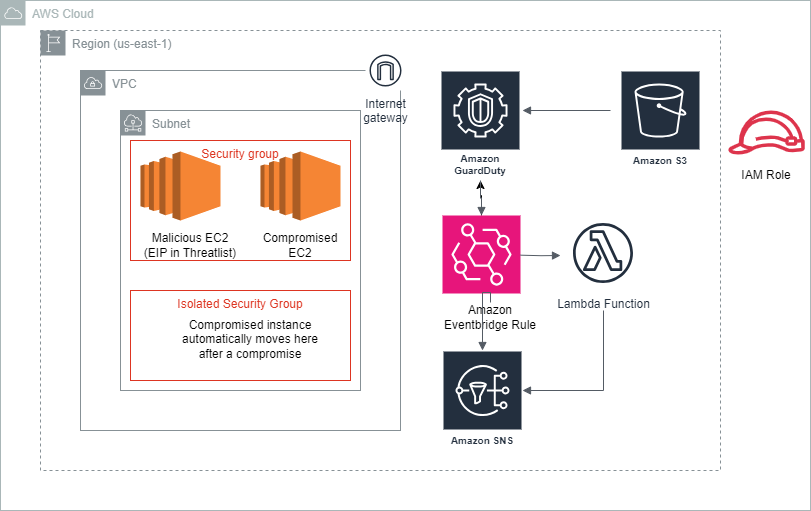 AWS Cloud
Region (us-east-1)
VPC
Internet
gateway
Subnet
Security group
Malicious EC2
(EIP in Threatlist)
Compromised
EC2
Isolated Security Group
Compromised instance
automatically moves here
after a compromise
Amazon
GuardDuty
Amazon S3
IAM Role
Amazon
Eventbridge Rule
Lambda Function
Amazon SNS